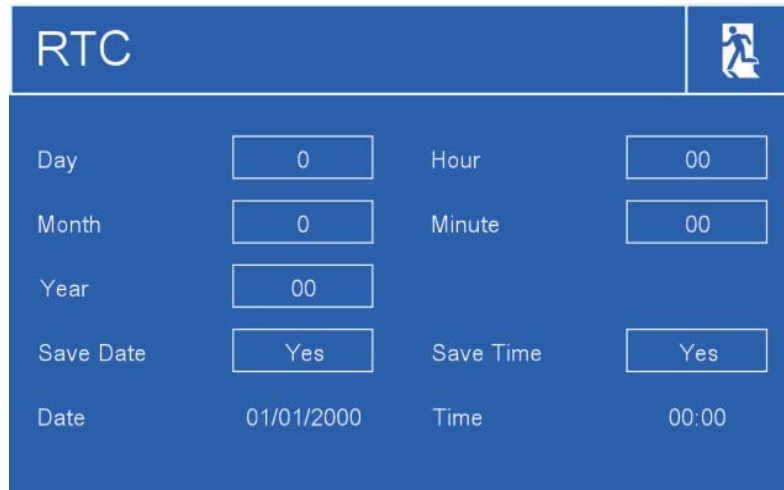 RTC
Day 0 Hour 00
Month 0 Minute 00
Year 00
Save Date Yes Save Time Yes
Date 01/01/2000 Time 00:00